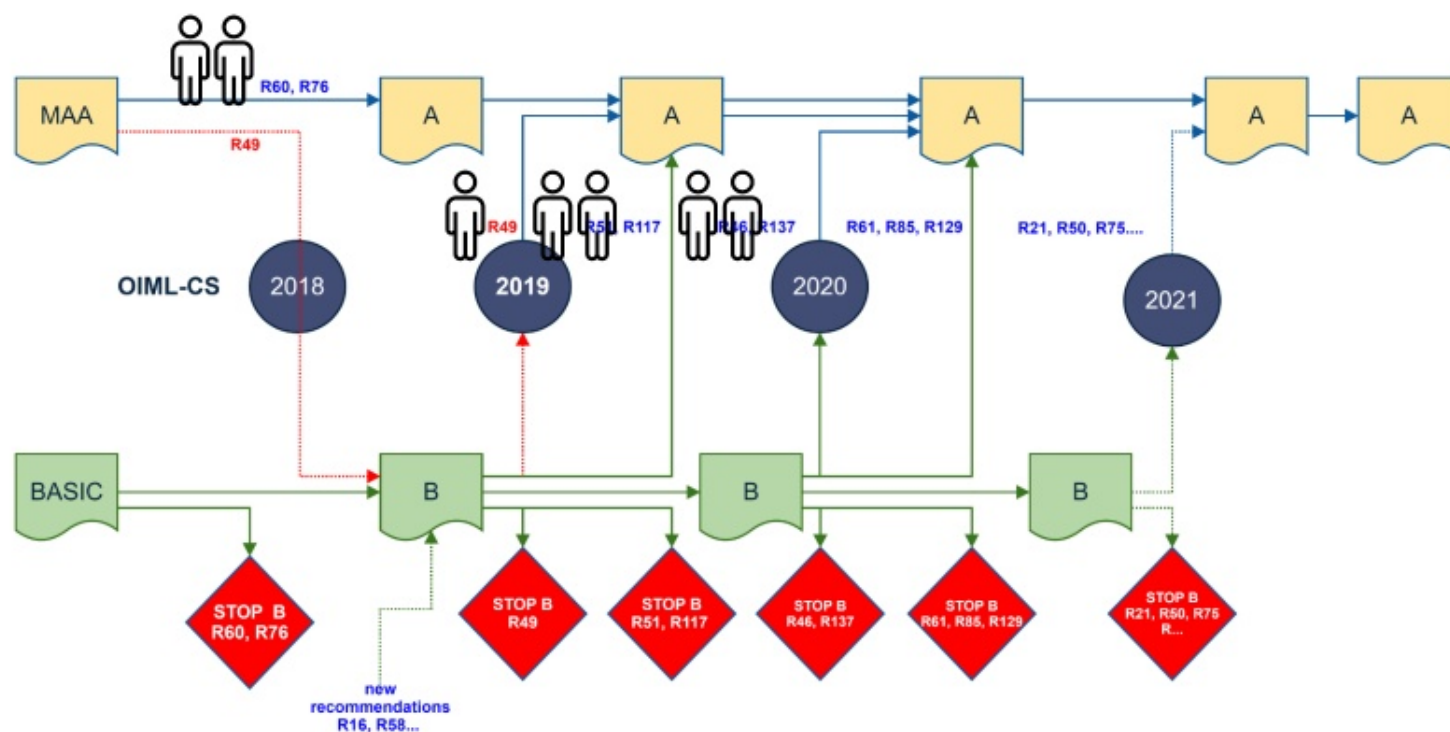 R60, R76
MAA
A
A
A
A
A
R49
R49
R51, R117
R46, R137
R61, R85, R129
R21, R50, R75....
OIML-CS
2018
2019
2020
2021
BASIC
B
B
B
STOP B
R60, R76
STOP B
R49
STOP B
R51, R117
STOP B
R46, R137
STOP B
R61, R85, R129
STOP B
R21, R50, R75
R...
new
recommendations
R16, R58...